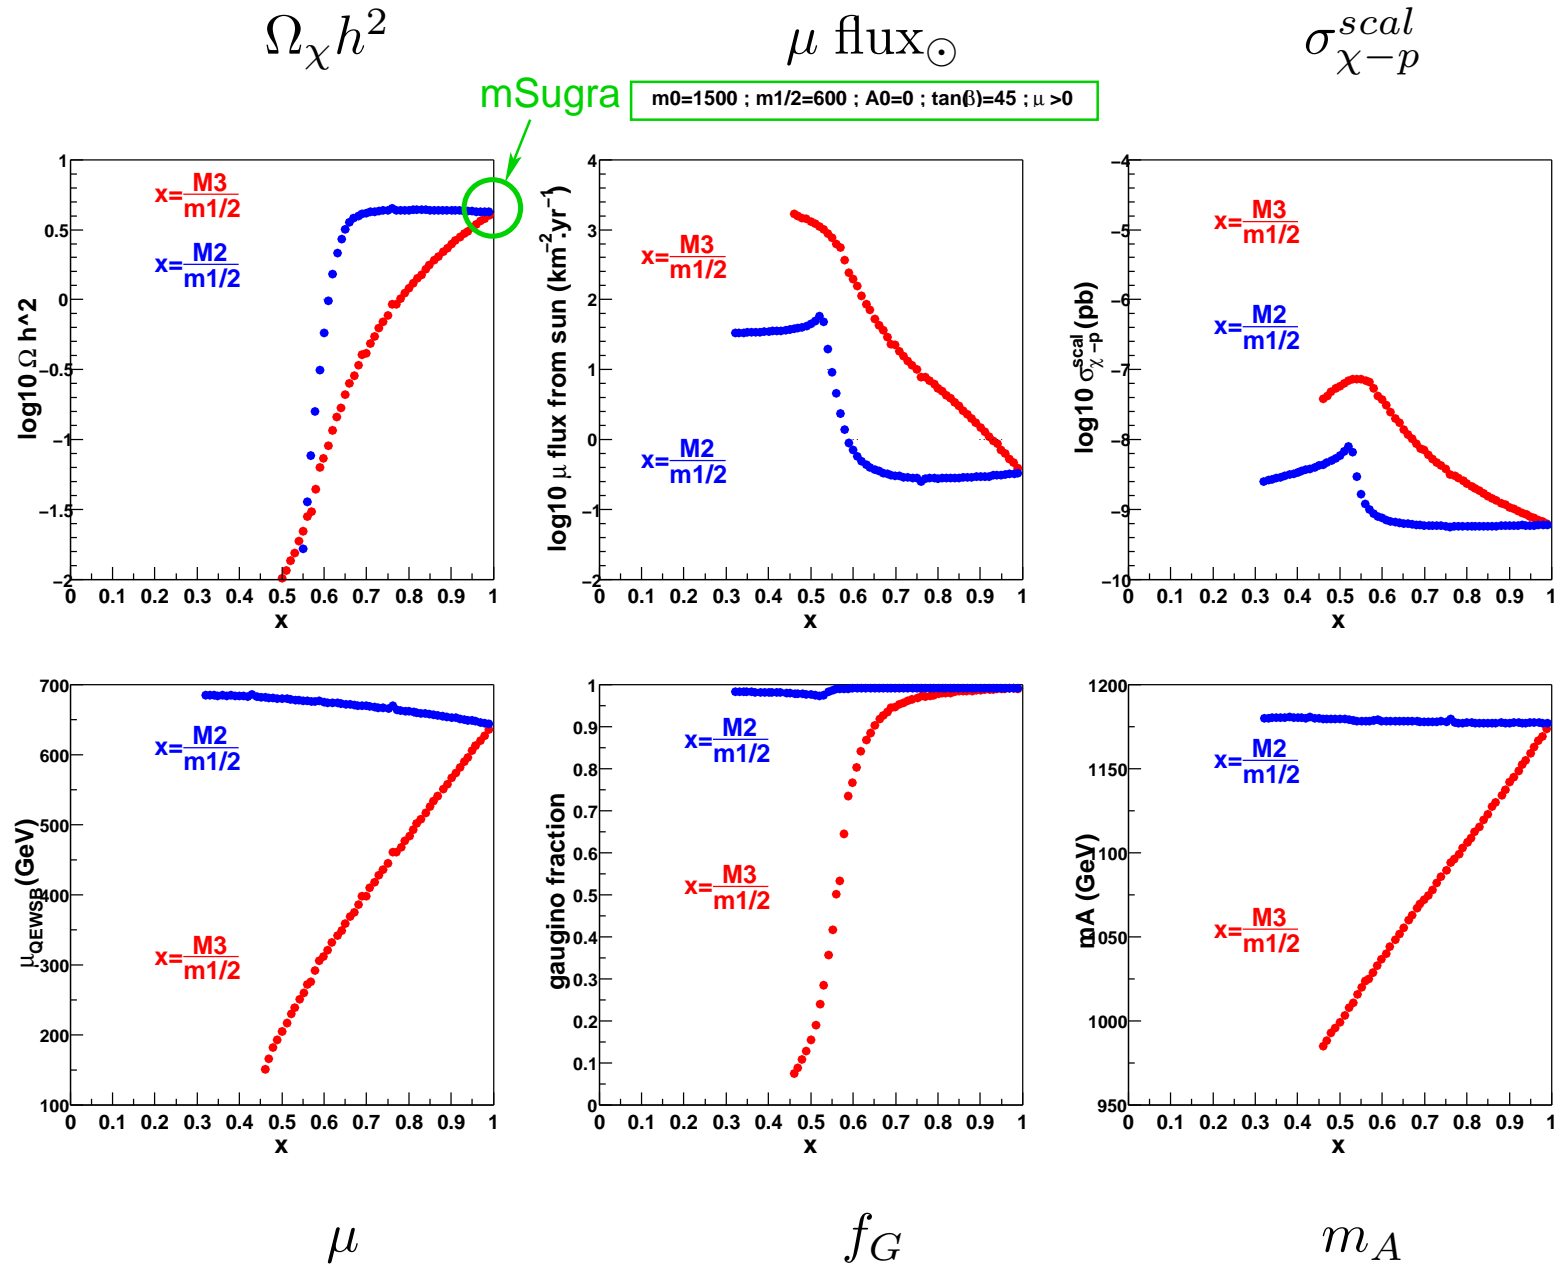 Ω_χ h^2
μ flux_⊙
σ^{scal}_{χ−p}
mSugra
m0=1500 ; m1/2=600 ; A0=0 ; tan(β)=45 ; μ >0
log10 Ω h^2
1
0.5
0
−0.5
−1
−1.5
−2
x=M3/m1/2
x=M2/m1/2
0 0.1 0.2 0.3 0.4 0.5 0.6 0.7 0.8 0.9 1
x
log10 μ flux from sun (km^−2.yr^−1)
4
3
2
1
0
−1
−2
x=M3/m1/2
x=M2/m1/2
0 0.1 0.2 0.3 0.4 0.5 0.6 0.7 0.8 0.9 1
x
log10 σ^scal_χ−p (pb)
−4
−5
−6
−7
−8
−9
−10
x=M3/m1/2
x=M2/m1/2
0 0.1 0.2 0.3 0.4 0.5 0.6 0.7 0.8 0.9 1
x
μ_QEWSB (GeV)
700
600
500
400
300
200
100
x=M2/m1/2
x=M3/m1/2
0 0.1 0.2 0.3 0.4 0.5 0.6 0.7 0.8 0.9 1
x
gaugino fraction
1
0.9
0.8
0.7
0.6
0.5
0.4
0.3
0.2
0.1
0
x=M2/m1/2
x=M3/m1/2
0 0.1 0.2 0.3 0.4 0.5 0.6 0.7 0.8 0.9 1
x
mA (GeV)
1200
1150
1100
1050
1000
950
x=M2/m1/2
x=M3/m1/2
0 0.1 0.2 0.3 0.4 0.5 0.6 0.7 0.8 0.9 1
x
μ
f_G
m_A